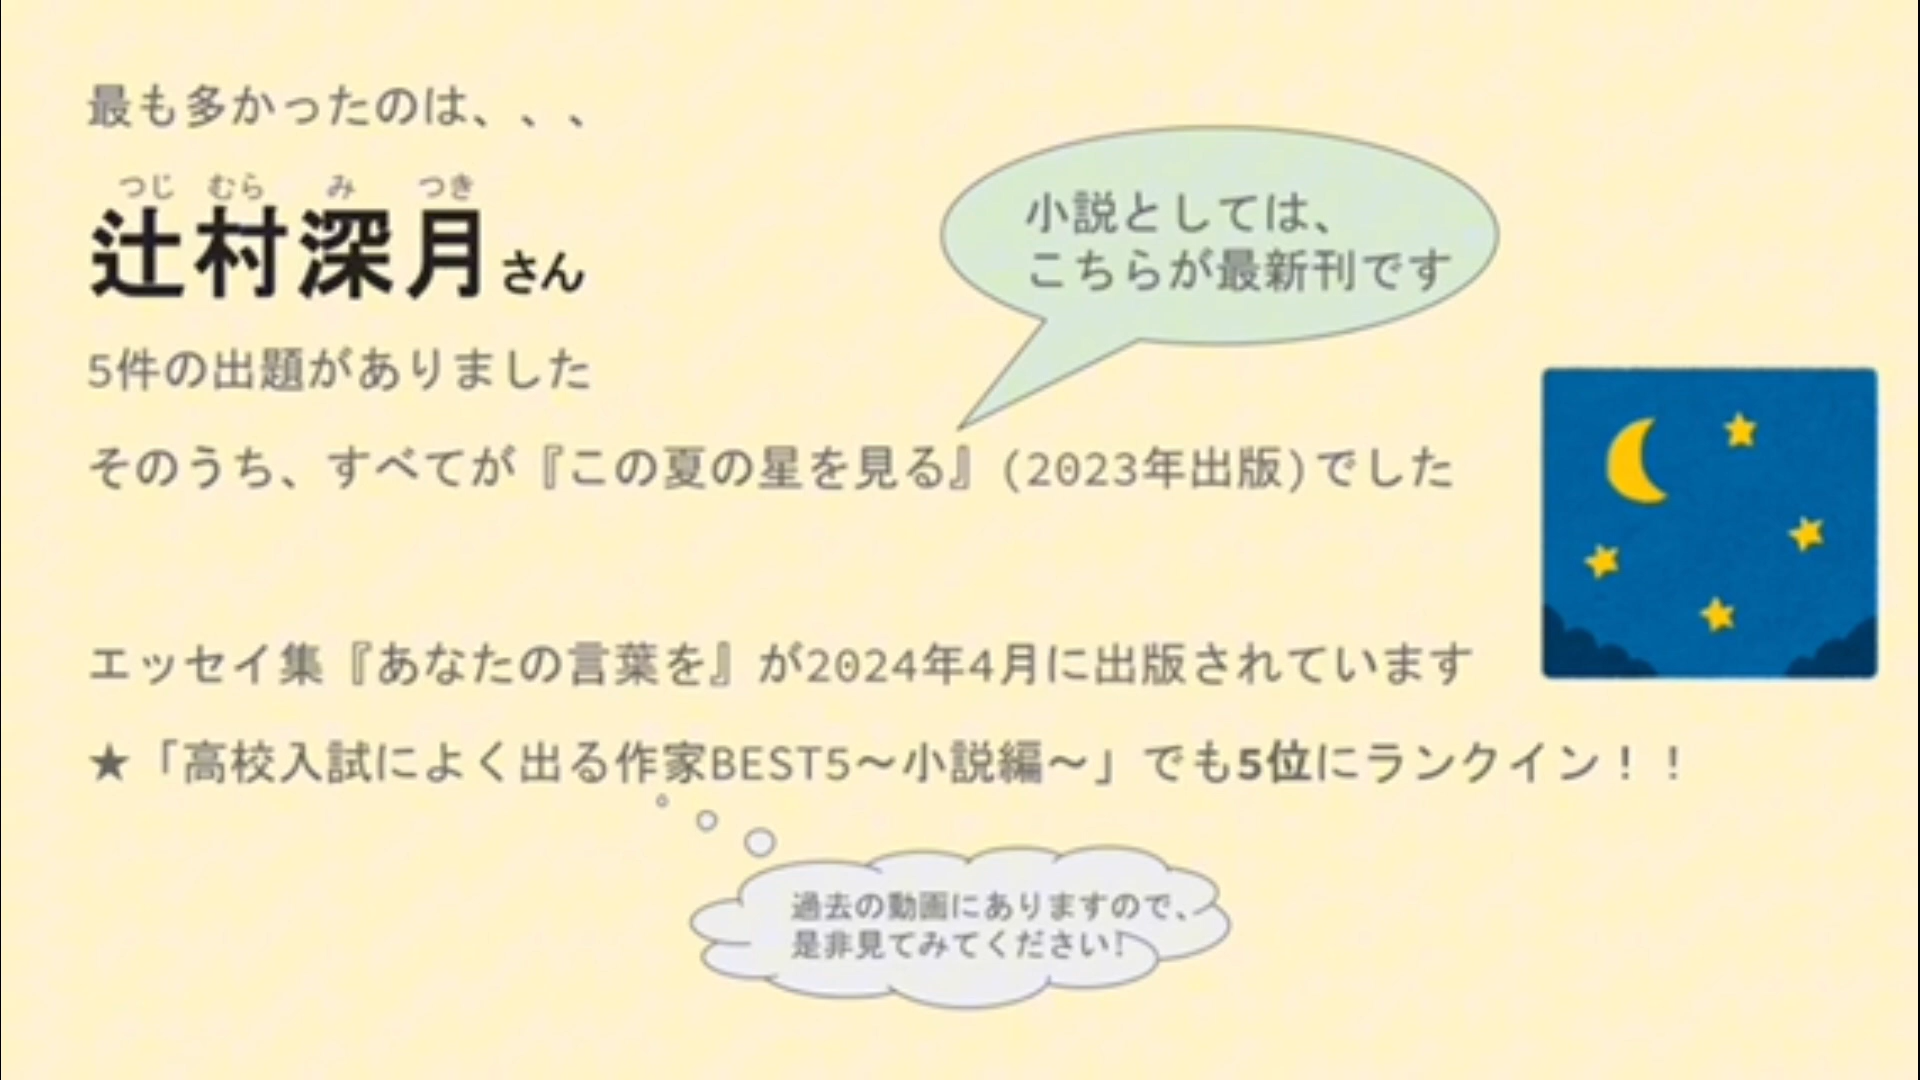 最も多かったのは、、、
つじ むら み つき
辻村深月さん
小説としては、
こちらが最新刊です
5件の出題がありました
そのうち、すべてが『この夏の星を見る』(2023年出版)でした
エッセイ集『あなたの言葉を』が2024年4月に出版されています
★「高校入試によく出る作家BEST5〜小説編〜」でも5位にランクイン！！
過去の動画にありますので、
是非見てみてください！